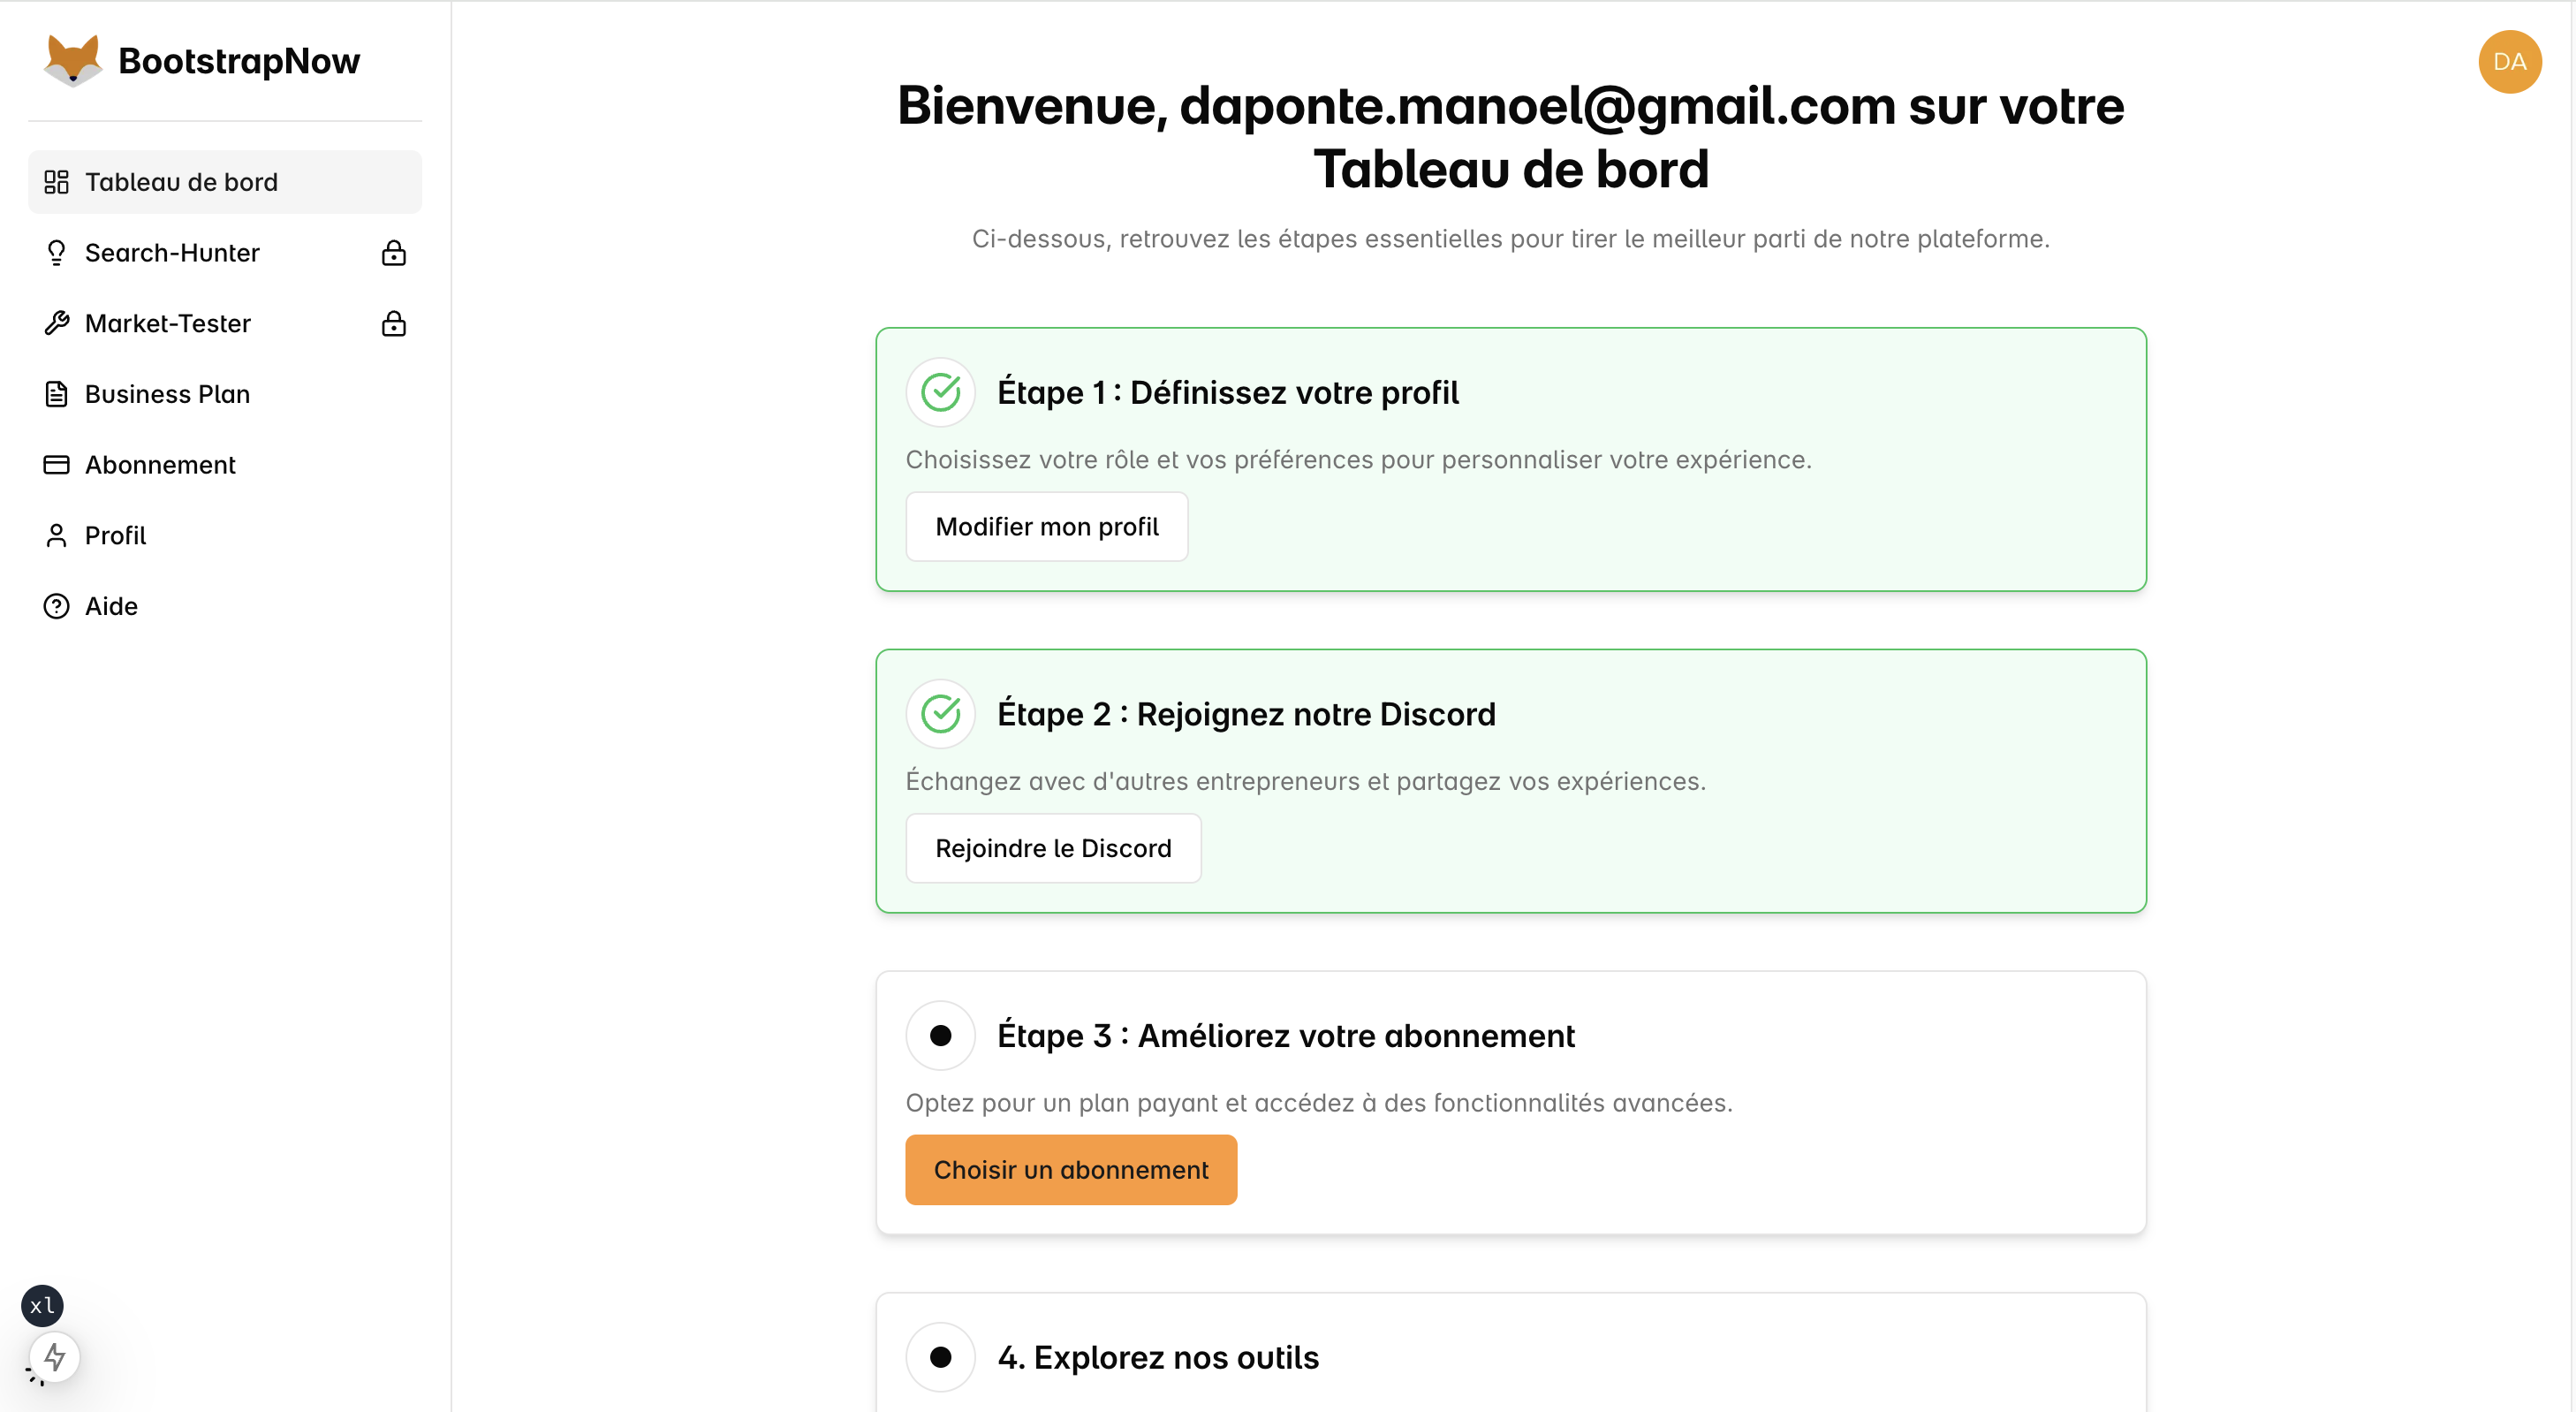 BootstrapNow
Tableau de bord
Search-Hunter
Market-Tester
Business Plan
Abonnement
Profil
Aide
xl
DA
Bienvenue, daponte.manoel@gmail.com sur votre
Tableau de bord
Ci-dessous, retrouvez les étapes essentielles pour tirer le meilleur parti de notre plateforme.
Étape 1 : Définissez votre profil
Choisissez votre rôle et vos préférences pour personnaliser votre expérience.
Modifier mon profil
Étape 2 : Rejoignez notre Discord
Échangez avec d'autres entrepreneurs et partagez vos expériences.
Rejoindre le Discord
Étape 3 : Améliorez votre abonnement
Optez pour un plan payant et accédez à des fonctionnalités avancées.
Choisir un abonnement
4. Explorez nos outils